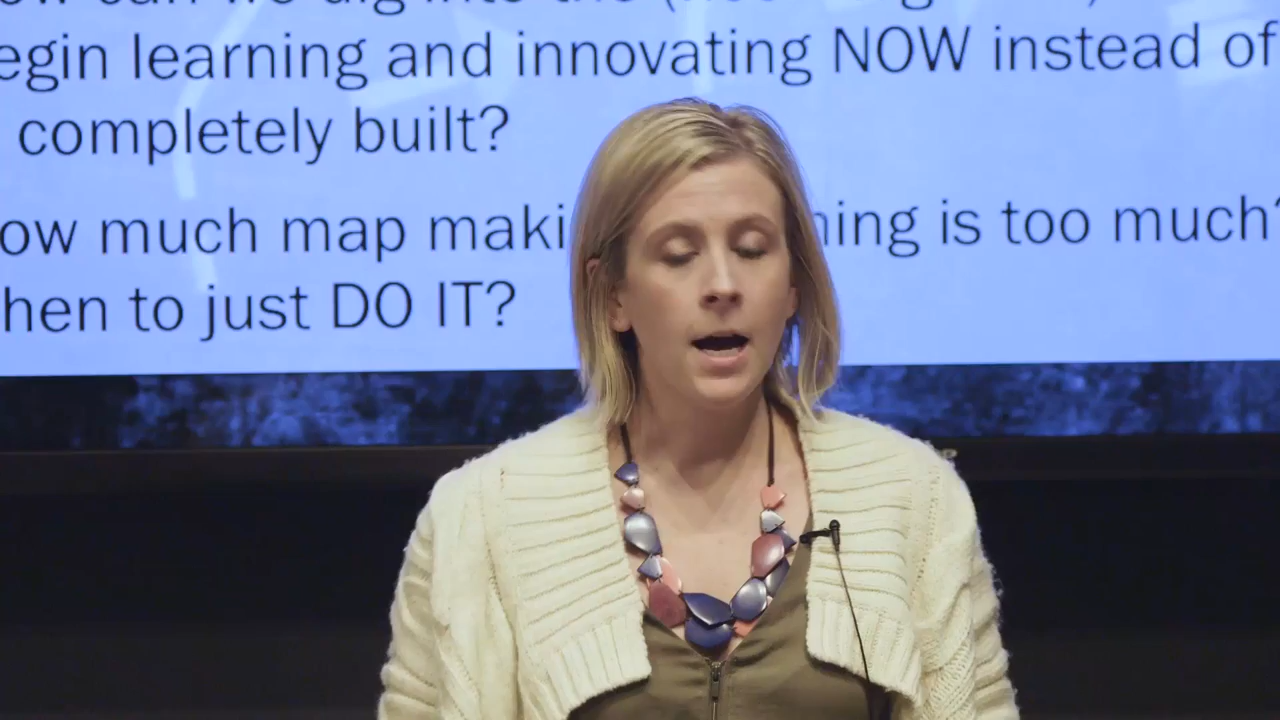 egin learning and innovating NOW instead of
completely built?
ow much map maki ning is too much?
hen to just DO IT?